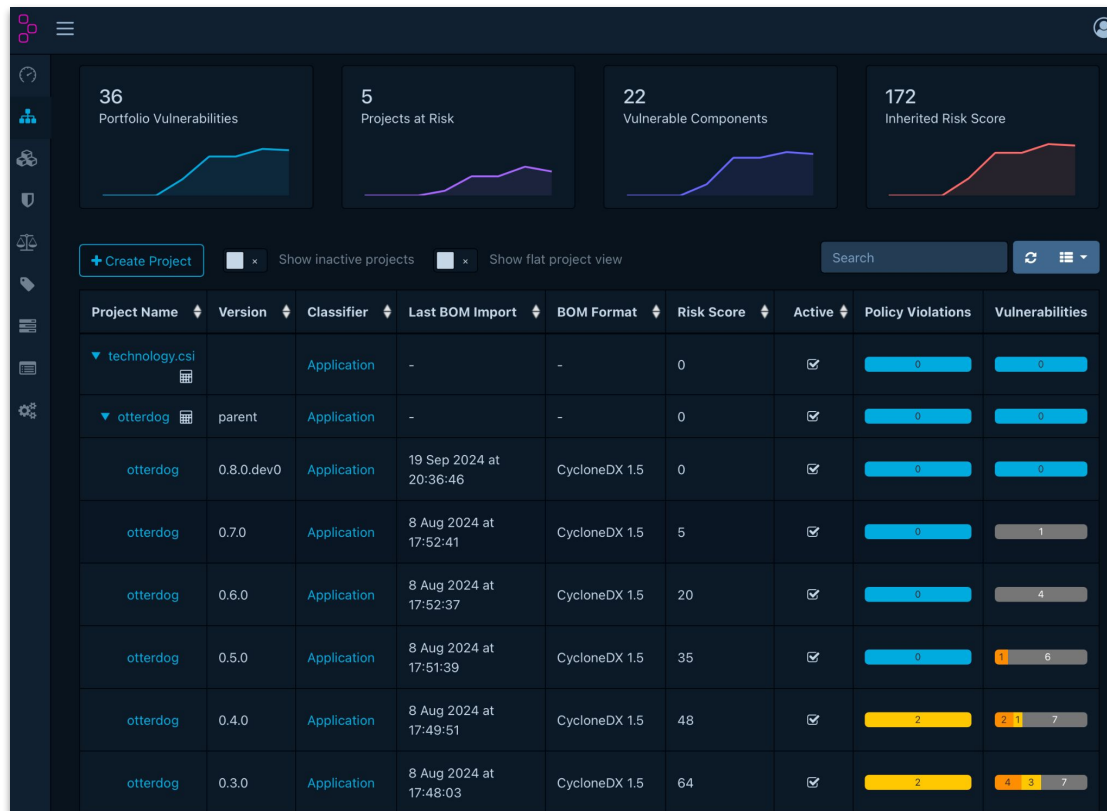 36
Portfolio Vulnerabilities
5
Projects at Risk
22
Vulnerable Components
172
Inherited Risk Score
Create Project
Show inactive projects
Show flat project view
Search
Project Name Version Classifier Last BOM Import BOM Format Risk Score Active Policy Violations Vulnerabilities
technology.csi Application - - 0 0 0
otterdog parent Application - - 0 0 0
otterdog 0.8.0.dev0 Application 19 Sep 2024 at 20:36:46 CycloneDX 1.5 0 0 0
otterdog 0.7.0 Application 8 Aug 2024 at 17:52:41 CycloneDX 1.5 5 0 1
otterdog 0.6.0 Application 8 Aug 2024 at 17:52:37 CycloneDX 1.5 20 0 4
otterdog 0.5.0 Application 8 Aug 2024 at 17:51:39 CycloneDX 1.5 35 0 1 6
otterdog 0.4.0 Application 8 Aug 2024 at 17:49:51 CycloneDX 1.5 48 2 2 1 7
otterdog 0.3.0 Application 8 Aug 2024 at 17:48:03 CycloneDX 1.5 64 2 4 3 7